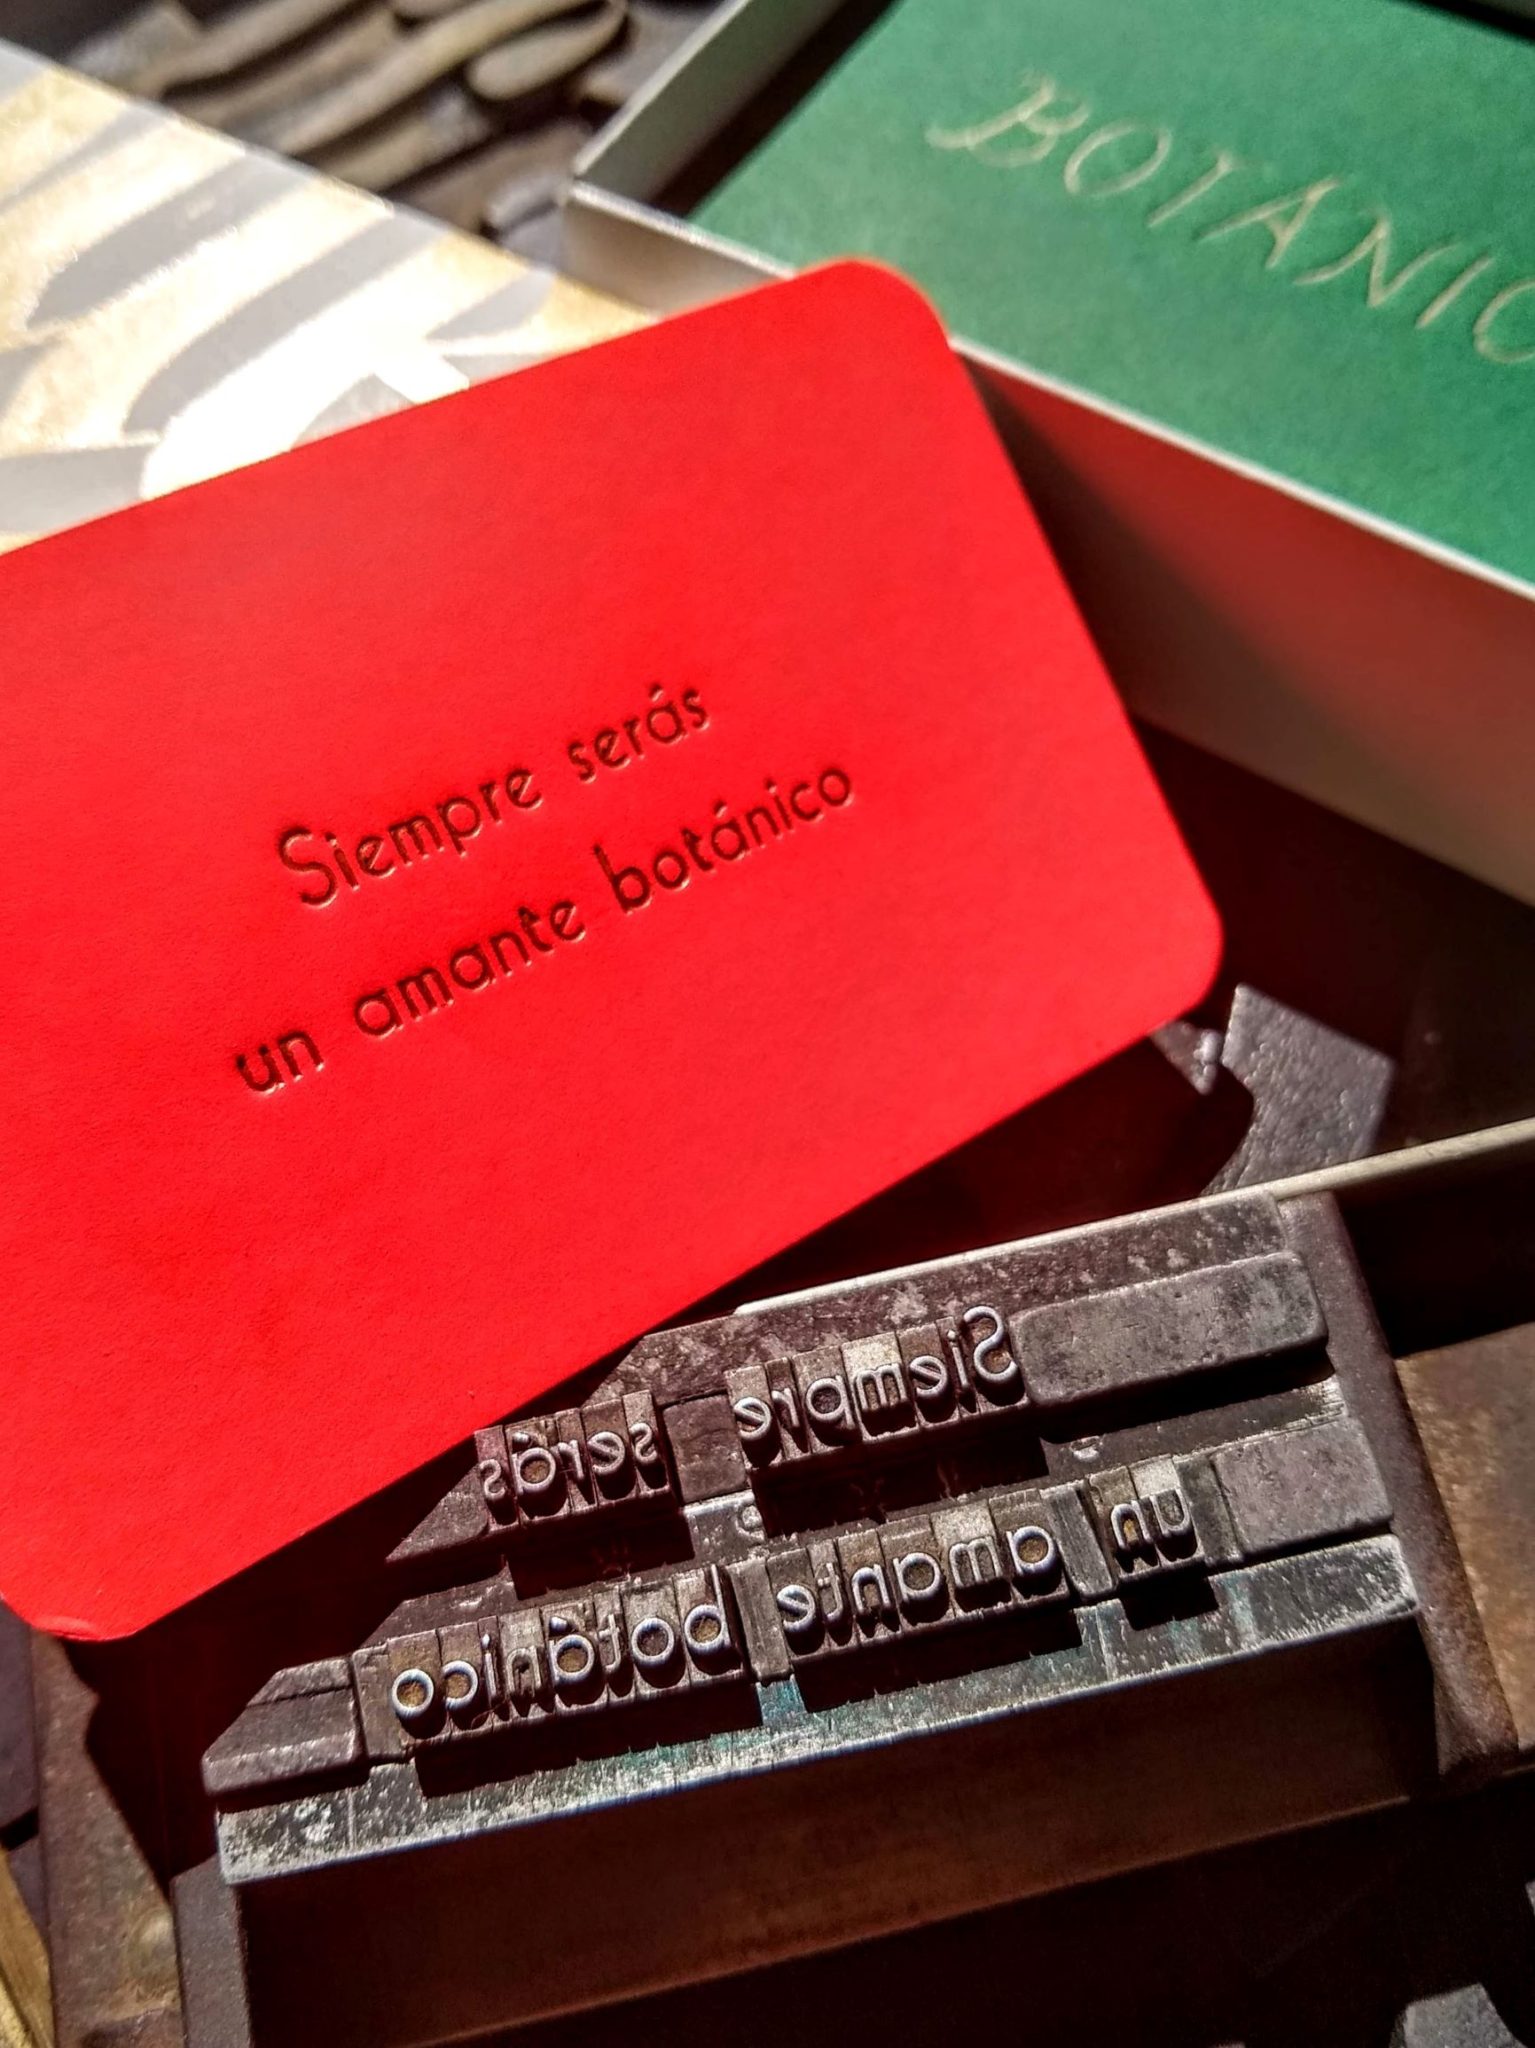 BOTÁNIC
Siempre serás
un amante botánico
Siempre serás
un amante botánico